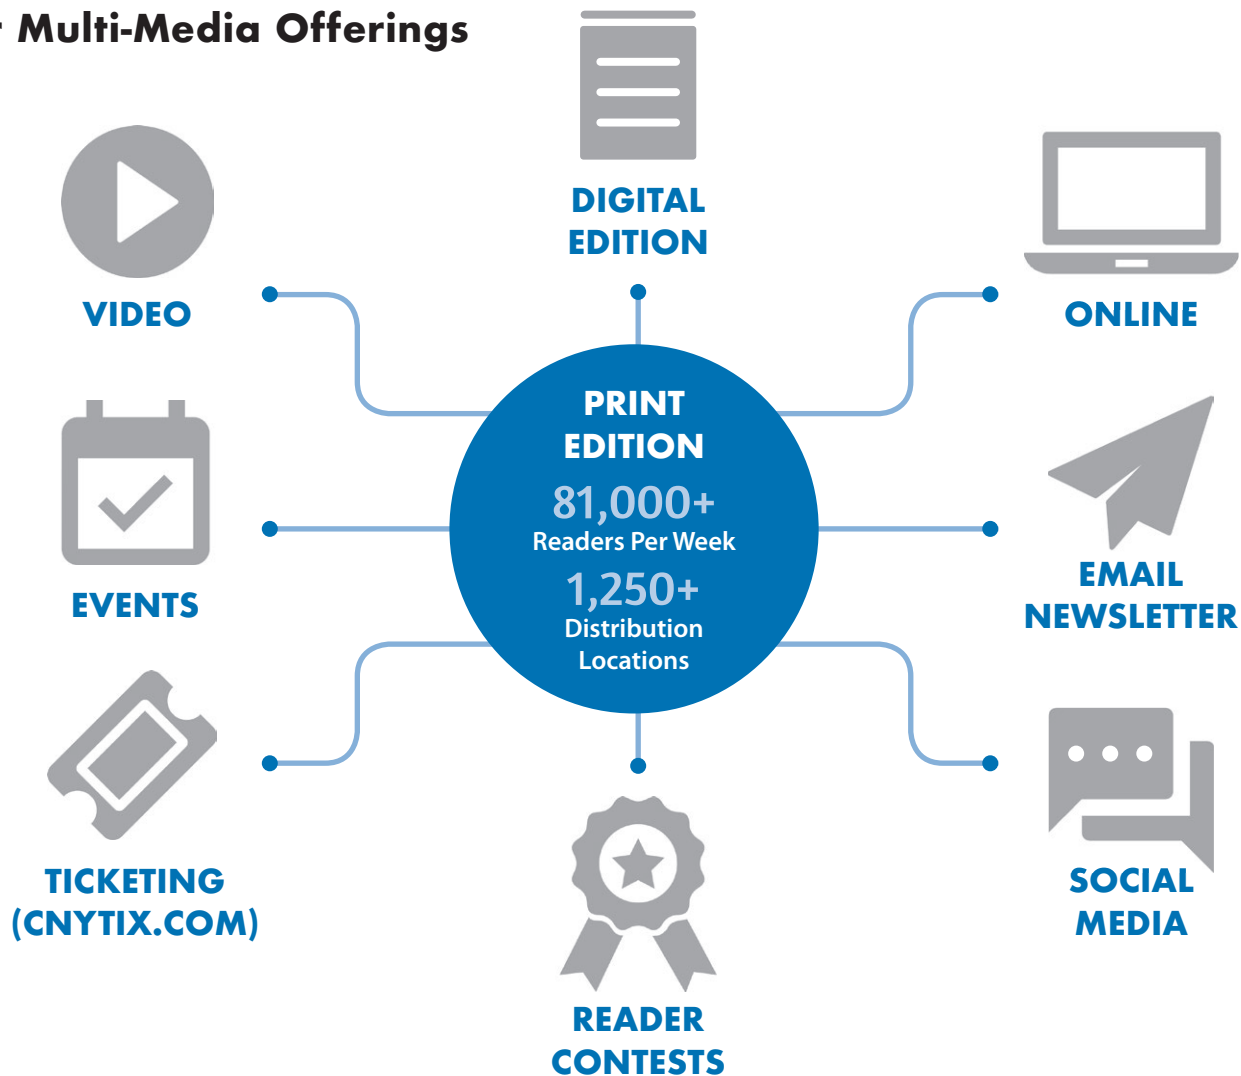 Multi-Media Offerings
DIGITAL
EDITION
VIDEO
ONLINE
PRINT
EDITION
81,000+
Readers Per Week
1,250+
Distribution
Locations
EVENTS
EMAIL
NEWSLETTER
TICKETING
(CNYTIX.COM)
SOCIAL
MEDIA
READER
CONTESTS